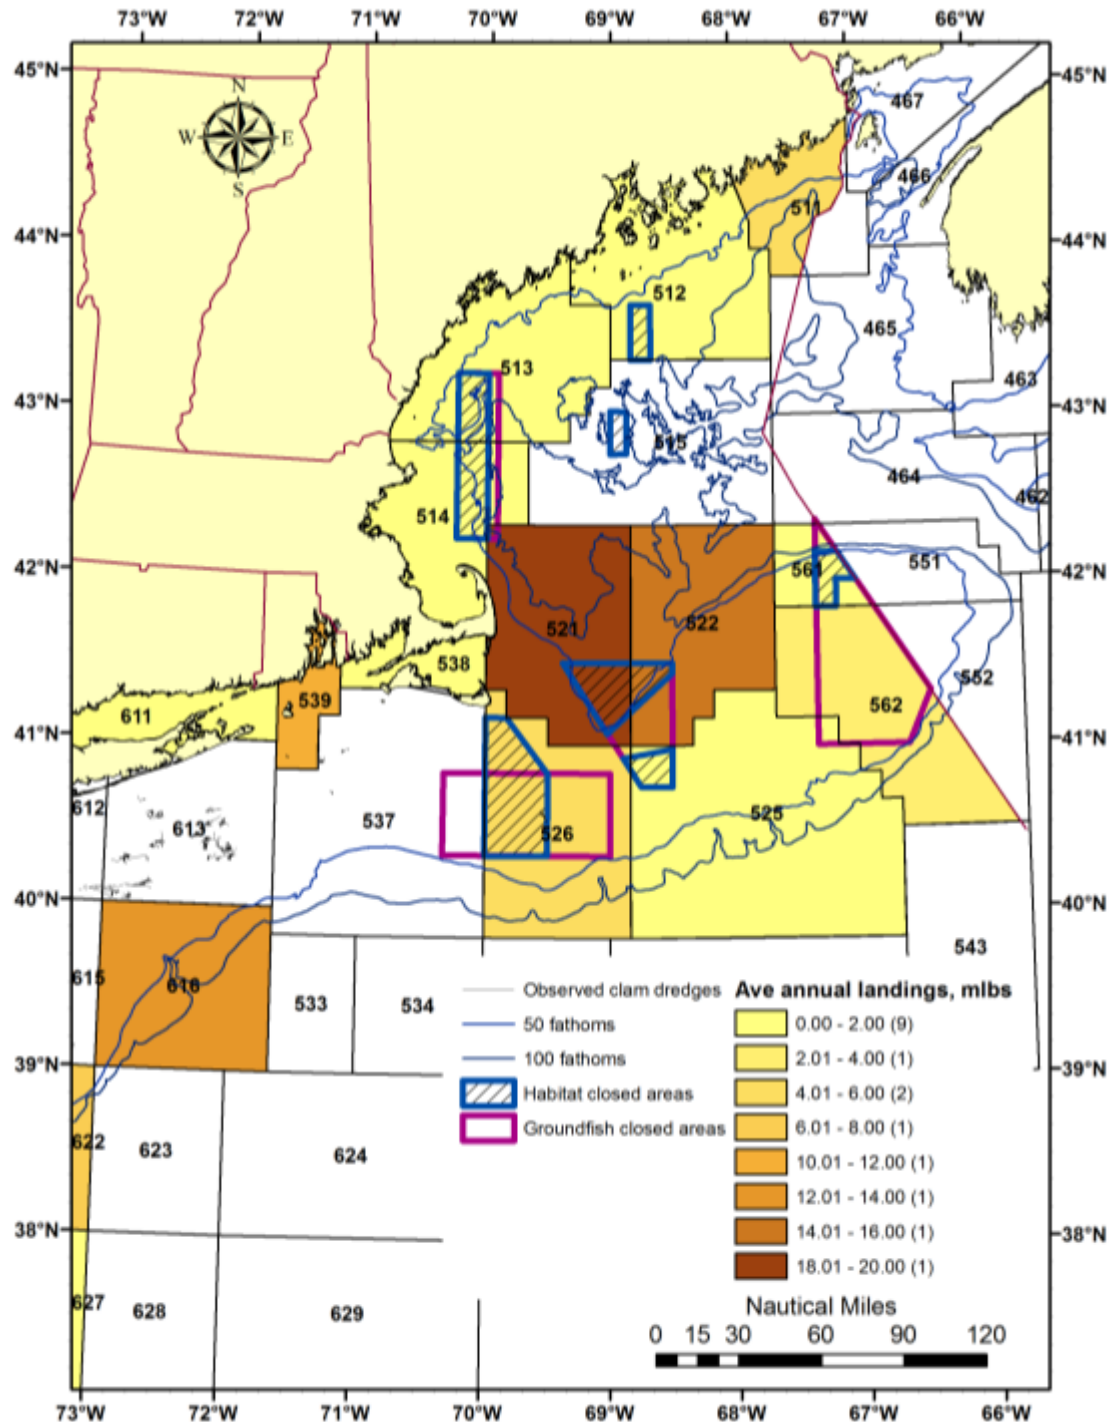 73°W 72°W 71°W 70°W 69°W 68°W 67°W 66°W
45°N 45°N
467
N
W E
S
466
511
44°N 44°N
512
465
513
463
43°N 43°N
515
464
462
514
42°N 42°N
561 551
521 522
538
552
539
562
611
41°N 41°N
612
613 537 526 525
40°N 40°N
543
615
616
533 534
Observed clam dredges
50 fathoms
100 fathoms
Habitat closed areas
Groundfish closed areas
Ave annual landings, mlbs
0.00 - 2.00 (9)
2.01 - 4.00 (1)
4.01 - 6.00 (2)
6.01 - 8.00 (1)
10.01 - 12.00 (1)
12.01 - 14.00 (1)
14.01 - 16.00 (1)
18.01 - 20.00 (1)
39°N 39°N
622
623 624
38°N 38°N
627
628 629
Nautical Miles
0 15 30 60 90 120
73°W 72°W 71°W 70°W 69°W 68°W 67°W 66°W